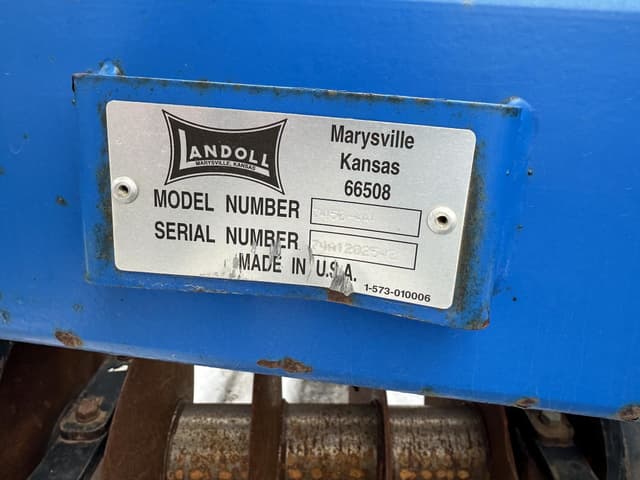 LANDOLL
MARYSVILLE, KANSAS
Marysville
Kansas
66508
MODEL NUMBER
SERIAL NUMBER
MADE IN U.S.A.
1-573-010006